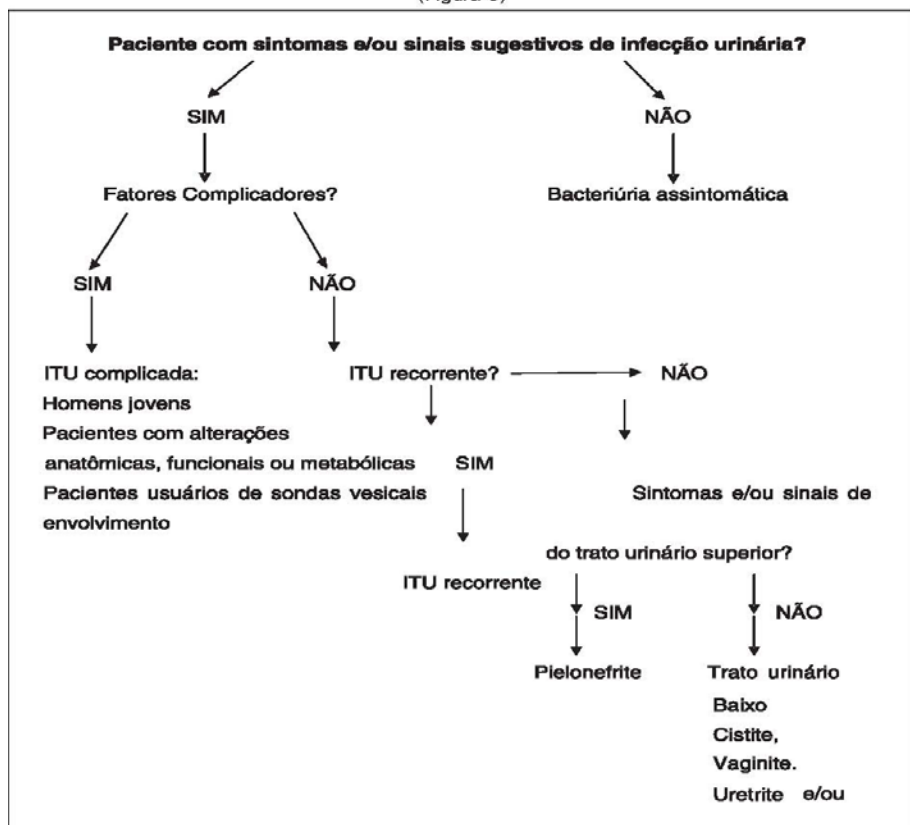 Paciente com sintomas e/ou sinais sugestivos de infecção urinária?
SIM
NÃO
Fatores Complicadores?
Bacteriúria assintomática
SIM
NÃO
ITU complicada:
Homens jovens
Pacientes com alterações
anatômicas, funcionais ou metabólicas
Pacientes usuários de sondas vesicais
envolvimento
ITU recorrente?
NÃO
SIM
ITU recorrente
Sintomas e/ou sinais de
do trato urinário superior?
SIM
NÃO
Pielonefrite
Trato urinário
Baixo
Cistite,
Vaginite.
Uretrite e/ou